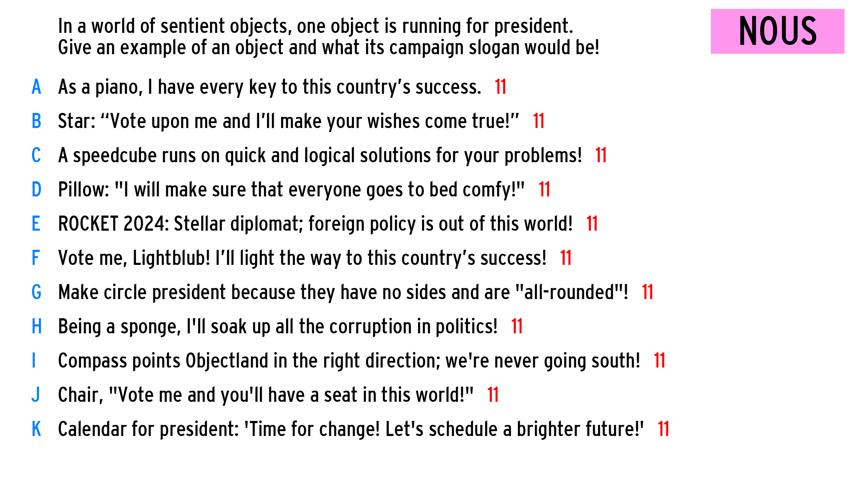 In a world of sentient objects, one object is running for president.
Give an example of an object and what its campaign slogan would be!
NOUS
A As a piano, I have every key to this country's success. 11
B Star: “Vote upon me and I'll make your wishes come true!” 11
C A speedcube runs on quick and logical solutions for your problems! 11
D Pillow: "I will make sure that everyone goes to bed comfy!" 11
E ROCKET 2024: Stellar diplomat; foreign policy is out of this world! 11
F Vote me, Lightblub! I'll light the way to this country's success! 11
G Make circle president because they have no sides and are "all-rounded"! 11
H Being a sponge, I'll soak up all the corruption in politics! 11
I Compass points Objectland in the right direction; we're never going south! 11
J Chair, "Vote me and you'll have a seat in this world!" 11
K Calendar for president: 'Time for change! Let's schedule a brighter future!' 11